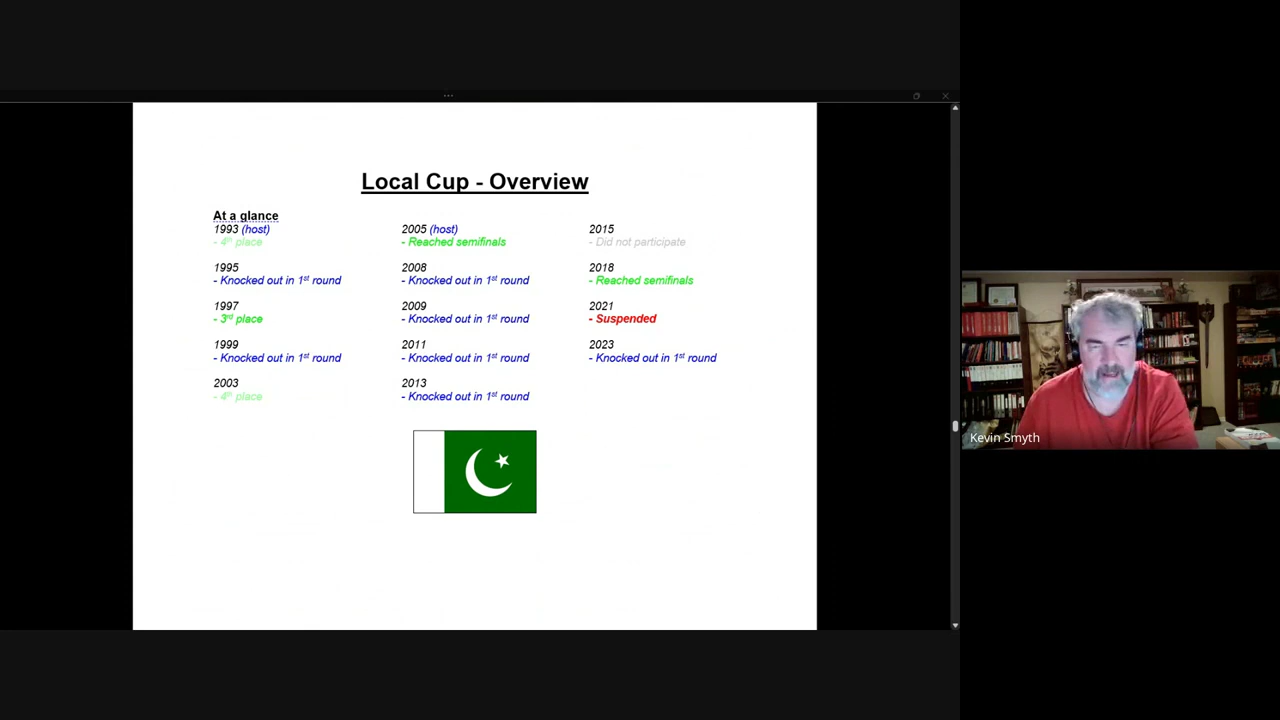 Local Cup - Overview
At a glance
1993 (host)
- 4th place
1995
- Knocked out in 1st round
1997
- 3rd place
1999
- Knocked out in 1st round
2003
- 4th place
2005 (host)
- Reached semifinals
2008
- Knocked out in 1st round
2009
- Knocked out in 1st round
2011
- Knocked out in 1st round
2013
- Knocked out in 1st round
2015
- Did not participate
2018
- Reached semifinals
2021
- Suspended
2023
- Knocked out in 1st round
Kevin Smyth